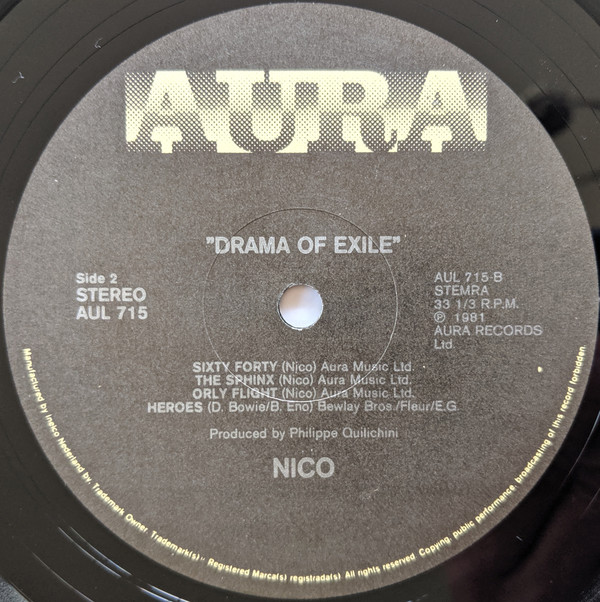 AURA
"DRAMA OF EXILE"
Side 2
STEREO
AUL 715
AUL 715-B
STEMRA
33 1/3 R.P.M.
℗ 1981
AURA RECORDS
Ltd.
SIXTY FORTY (Nico) Aura Music Ltd.
THE SPHINX (Nico) Aura Music Ltd.
ORLY FLIGHT (Nico) Aura Music Ltd.
HEROES (D. Bowie/B. Eno) Bewlay Bros./Fleur/E.G.
Produced by Philippe Quilichini
NICO
Manufactured by Inelco Nederland bv. Trademark Owner. Trademark(s)- Registered Marca(s) registrada(s) All rights reserved. Copying, public performance, broadcasting of this record forbidden.